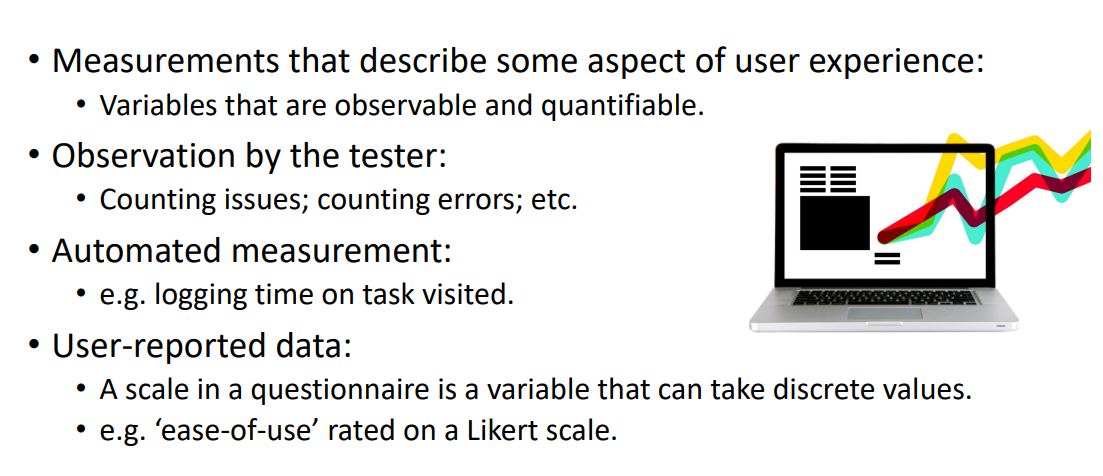 • Measurements that describe some aspect of user experience:
• Variables that are observable and quantifiable.
• Observation by the tester:
• Counting issues; counting errors; etc.
• Automated measurement:
• e.g. logging time on task visited.
• User-reported data:
• A scale in a questionnaire is a variable that can take discrete values.
• e.g. ‘ease-of-use’ rated on a Likert scale.